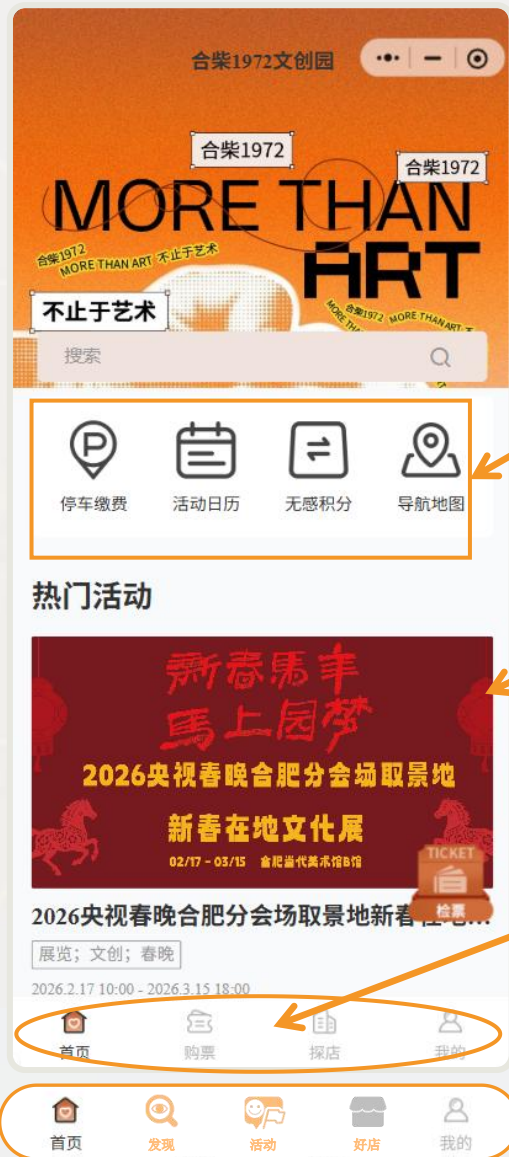 合柴1972文创园
合柴1972
合柴1972
MORE THAN
ART
合柴1972
MORE THAN ART 不止于艺术
不止于艺术
合柴1972 MORE THAN ART
MORE THAN
搜索
停车缴费 活动日历 无感积分 导航地图
热门活动
新春馬年
馬上园梦
2026央视春晚合肥分会场取景地
新春在地文化展
02/17-03/15 合肥当代美术馆B馆
TICKET
检票
2026央视春晚合肥分会场取景地新春在地...
展览；文创；春晚
2026.2.17 10:00 - 2026.3.15 18:00
首页 购票 探店 我的
首页 发现 活动 好店 我的